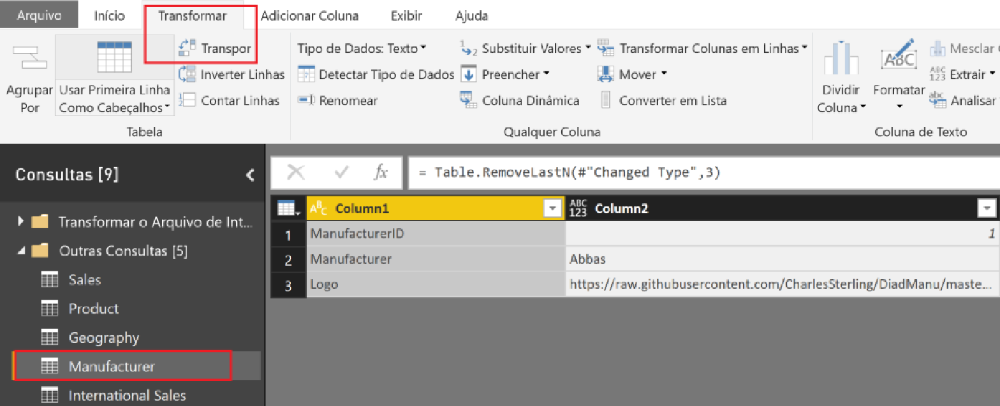 Arquivo Início Transformar Adicionar Coluna Exibir Ajuda
Transpor Tipo de Dados: Texto Substituir Valores Transformar Colunas em Linhas Mesclar
Inverter Linhas Detectar Tipo de Dados Preencher Mover Extrair
Agrupar Por
Usar Primeira Linha
Como Cabeçalhos
Contar Linhas Renomear Coluna Dinâmica Converter em Lista
Dividir
Coluna
Formatar
Analisar
Tabela Qualquer Coluna Coluna de Texto
Consultas [9]
fx = Table.RemoveLastN(#"Changed Type",3)
Transformar o Arquivo de Int...
Outras Consultas [5]
Sales
Product
Geography
Manufacturer
International Sales
ABC Column1 ABC 123 Column2
1 ManufacturerID 1
2 Manufacturer Abbas
3 Logo https://raw.githubusercontent.com/CharlesSterling/DiadManu/maste...